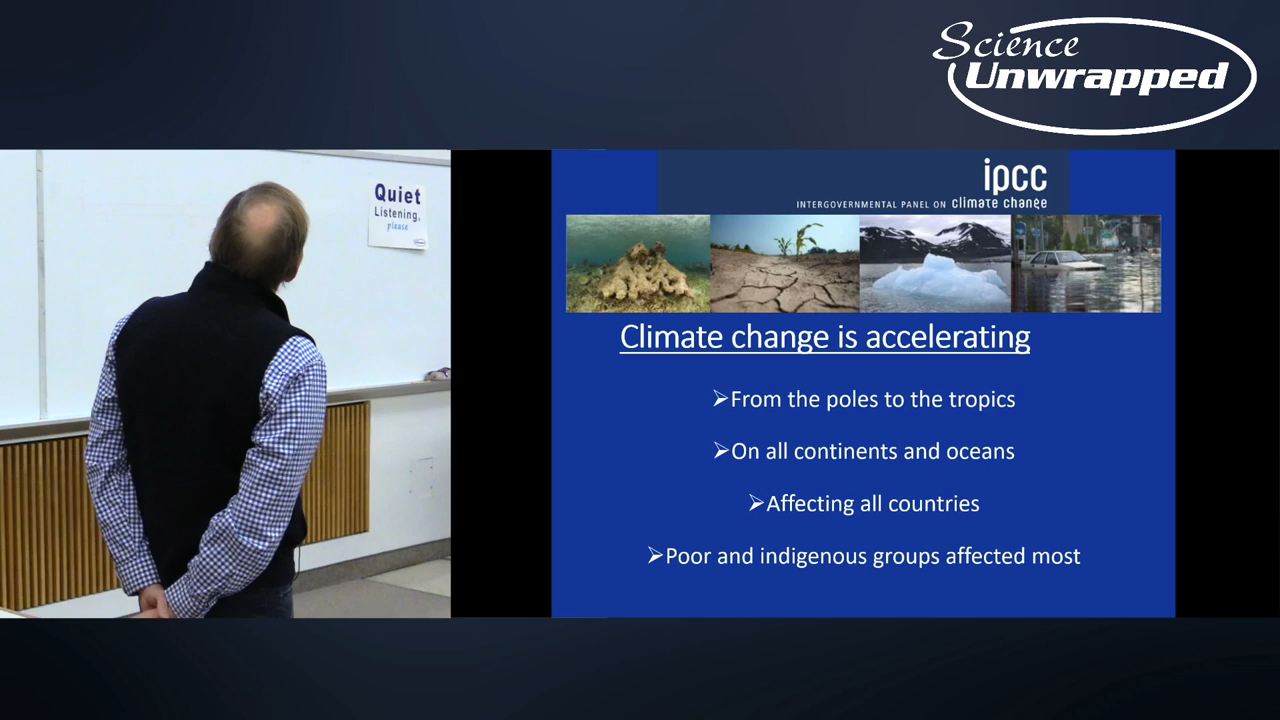 Science
Unwrapped
Quiet
Listening,
please
ipcc
INTERGOVERNMENTAL PANEL ON climate change
Climate change is accelerating
➢From the poles to the tropics
➢On all continents and oceans
➢Affecting all countries
➢Poor and indigenous groups affected most